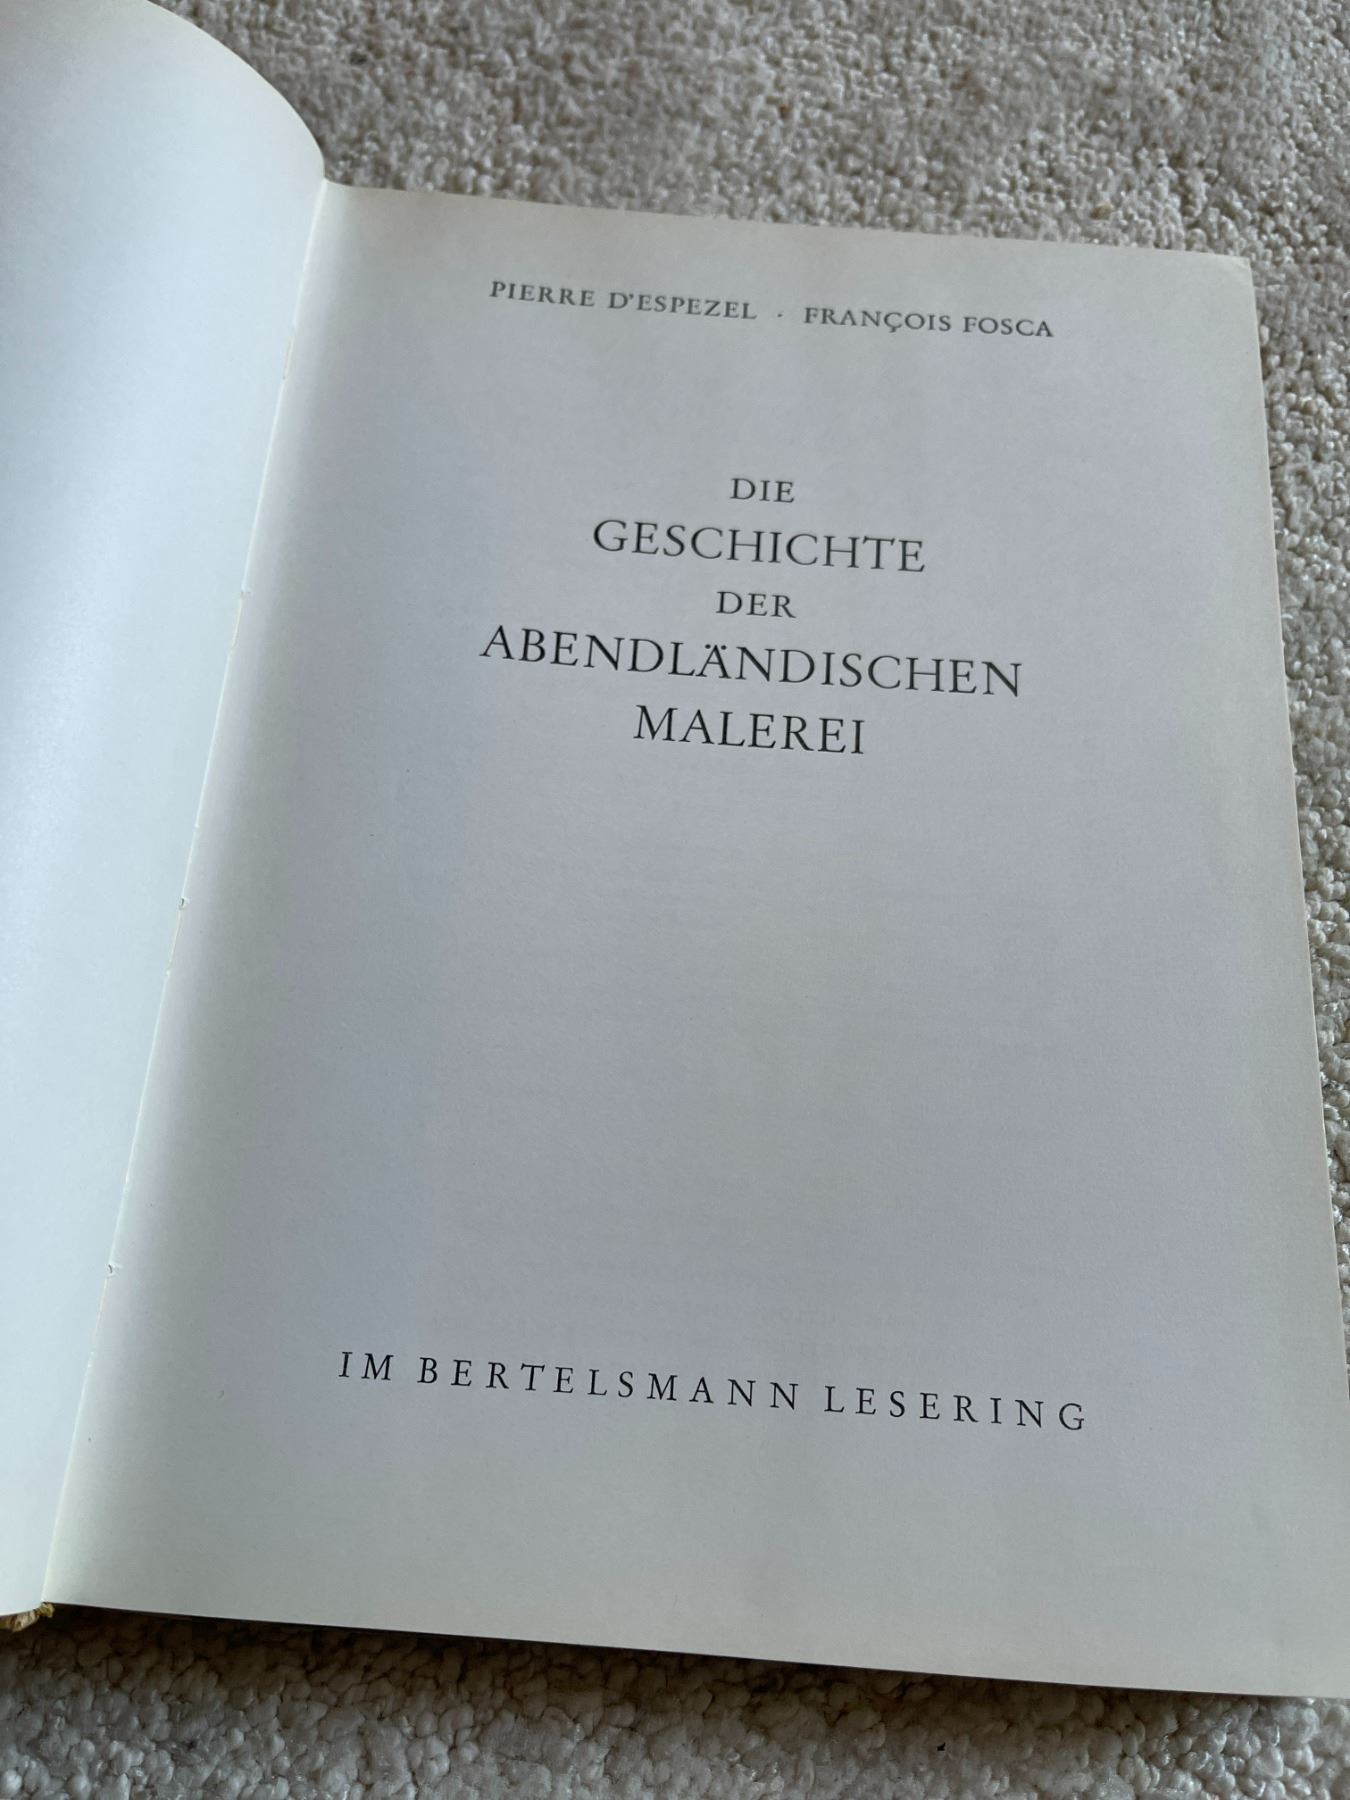 PIERRE D'ESPEZEL · FRANÇOIS FOSCA
DIE
GESCHICHTE
DER
ABENDLÄNDISCHEN
MALEREI
IM BERTELSMANN LESERING